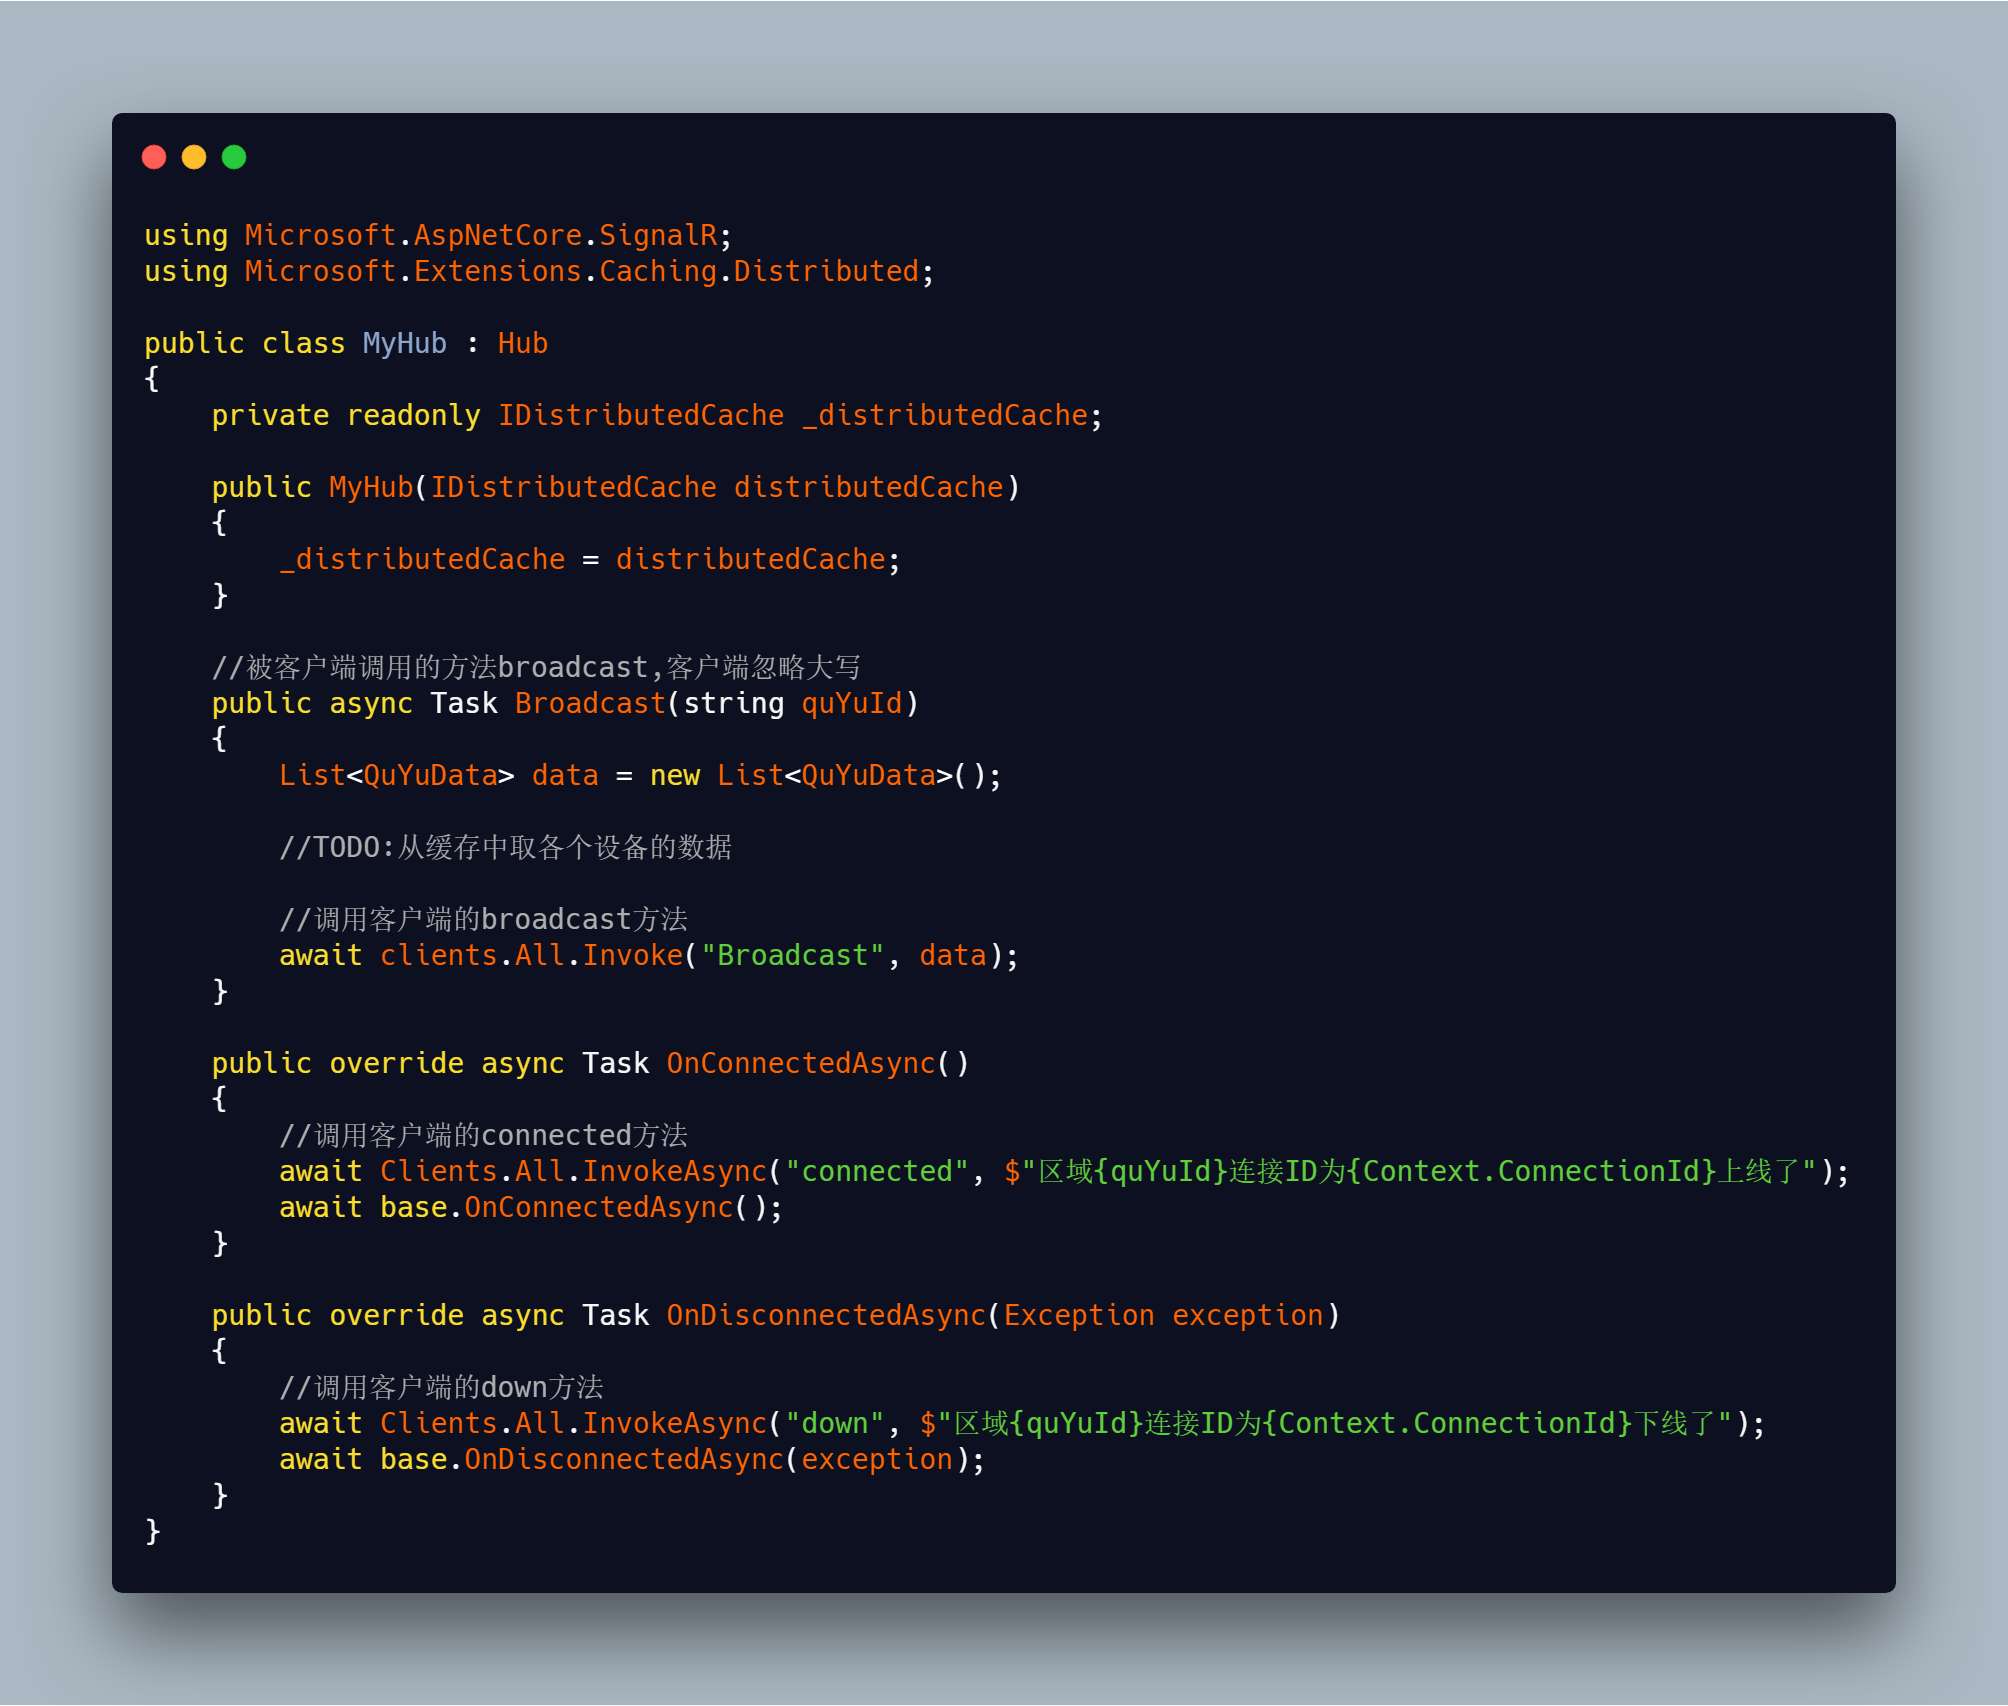 using Microsoft.AspNetCore.SignalR;
using Microsoft.Extensions.Caching.Distributed;

public class MyHub : Hub
{
    private readonly IDistributedCache _distributedCache;

    public MyHub(IDistributedCache distributedCache)
    {
        _distributedCache = distributedCache;
    }

    //被客户端调用的方法broadcast,客户端忽略大写
    public async Task Broadcast(string quYuId)
    {
        List<QuYuData> data = new List<QuYuData>();

        //TODO:从缓存中取各个设备的数据

        //调用客户端的broadcast方法
        await clients.All.Invoke("Broadcast", data);
    }

    public override async Task OnConnectedAsync()
    {
        //调用客户端的connected方法
        await Clients.All.InvokeAsync("connected", $"区域{quYuId}连接ID为{Context.ConnectionId}上线了");
        await base.OnConnectedAsync();
    }

    public override async Task OnDisconnectedAsync(Exception exception)
    {
        //调用客户端的down方法
        await Clients.All.InvokeAsync("down", $"区域{quYuId}连接ID为{Context.ConnectionId}下线了");
        await base.OnDisconnectedAsync(exception);
    }
}